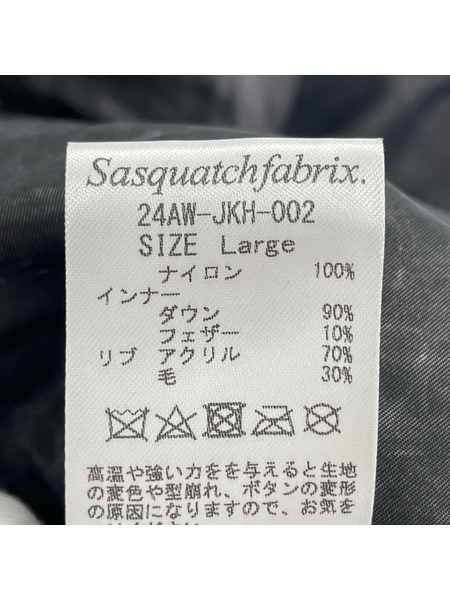 Sasquatchfabrix.
24AW-JKH-002
SIZE Large
ナイロン 100%
インナー
ダウン 90%
フェザー 10%
リブ アクリル 70%
毛 30%
高温や強い力をを与えると生地
の変色や型崩れ、ボタンの変形
の原因になりますので、お気を